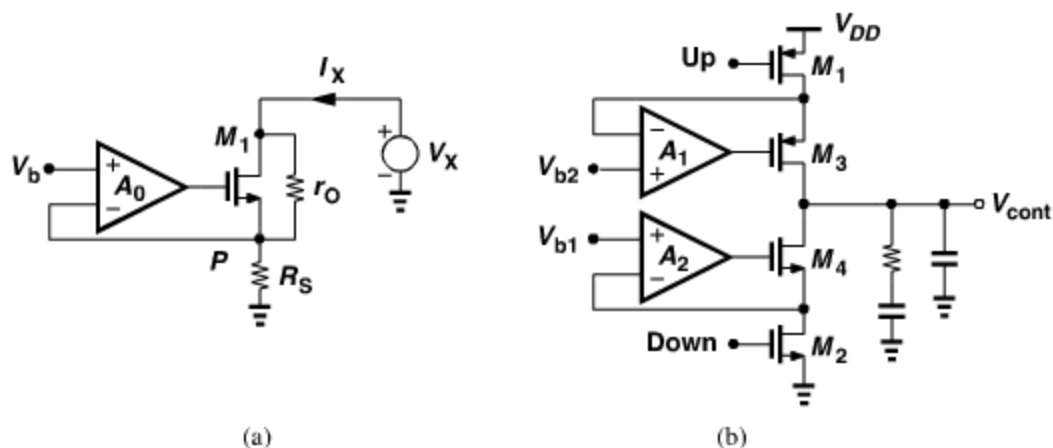 I_X
M_1
V_b
+
A_0
−
r_O
+
V_X
−
P
R_S
(a)
V_DD
Up
M_1
−
A_1
+
V_b2
M_3
V_cont
V_b1
+
A_2
−
M_4
Down
M_2
(b)